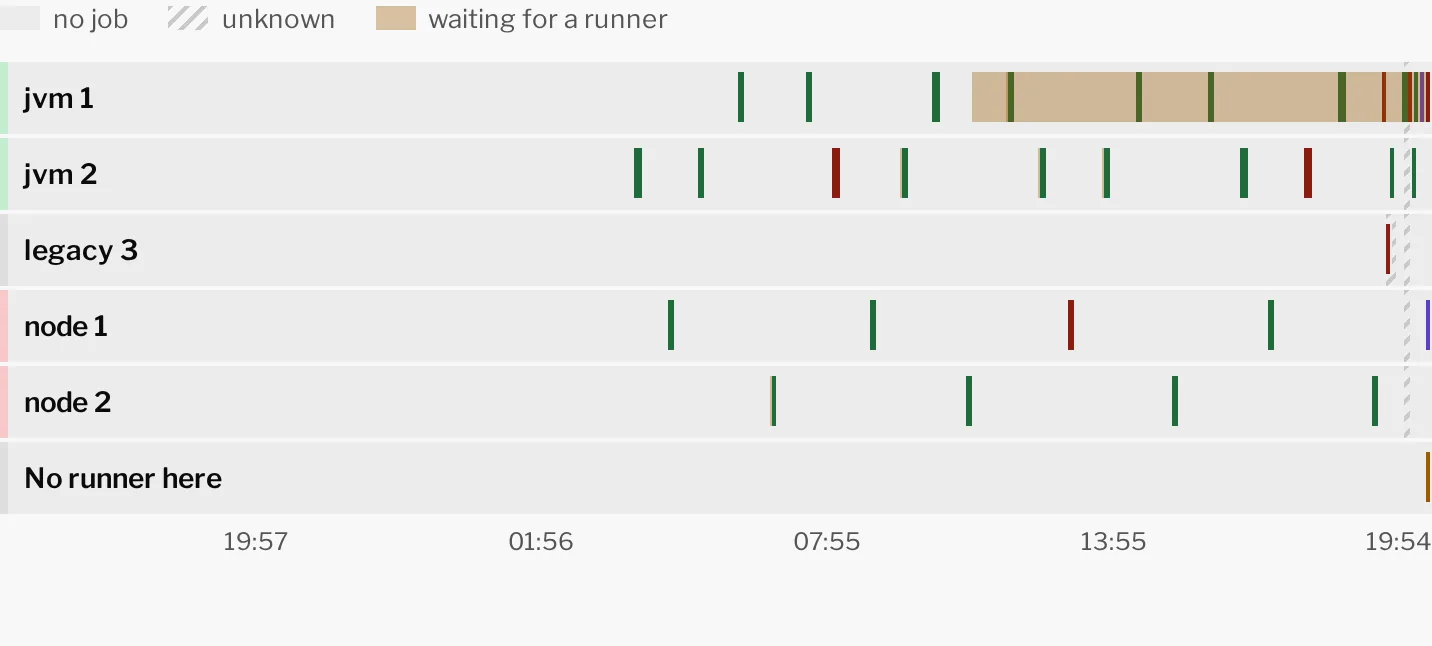 no job unknown waiting for a runner
jvm 1
jvm 2
legacy 3
node 1
node 2
No runner here
19:57 01:56 07:55 13:55 19:54